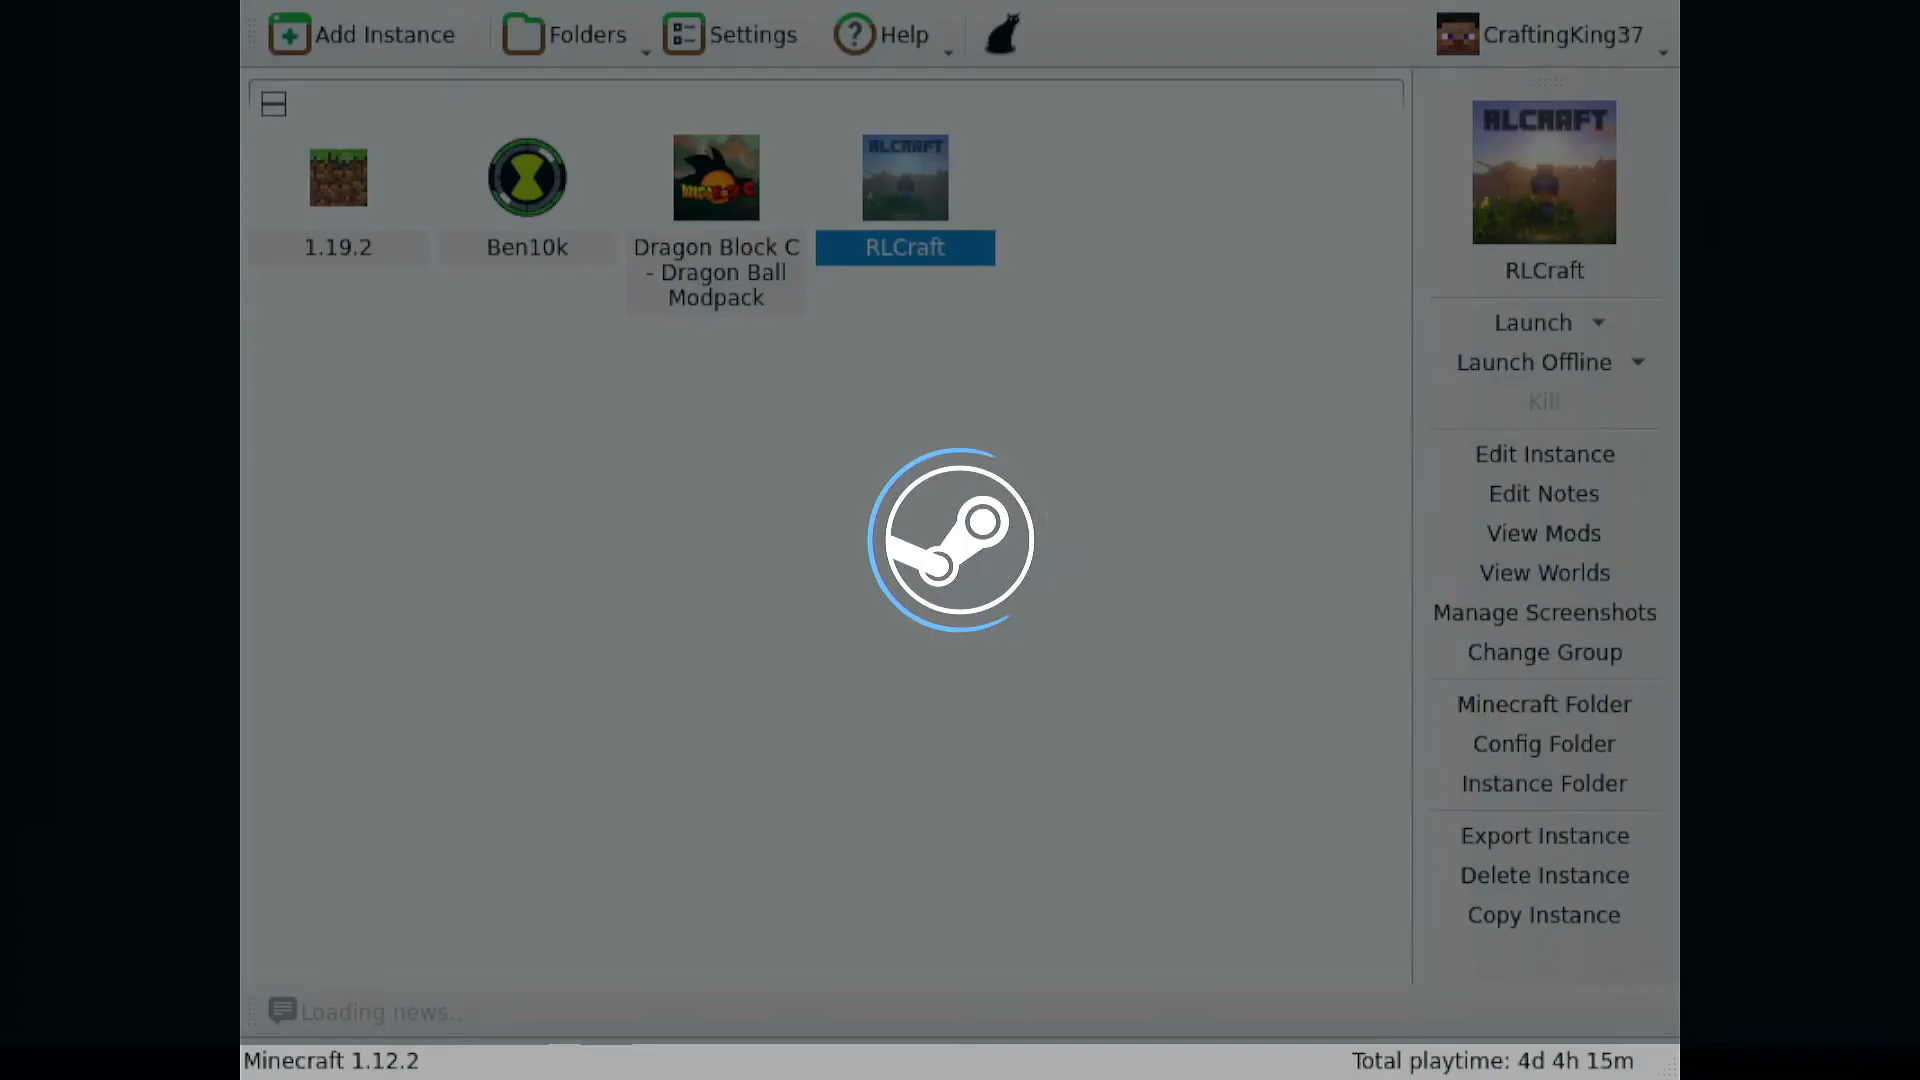 Add Instance
Folders
Settings
Help
CraftingKing37
1.19.2
Ben10k
Dragon Block C
- Dragon Ball
Modpack
RLCRAFT
RLCraft
RLCRAFT
RLCraft
Launch
Launch Offline
Kill
Edit Instance
Edit Notes
View Mods
View Worlds
Manage Screenshots
Change Group
Minecraft Folder
Config Folder
Instance Folder
Export Instance
Delete Instance
Copy Instance
Loading news...
Minecraft 1.12.2
Total playtime: 4d 4h 15m